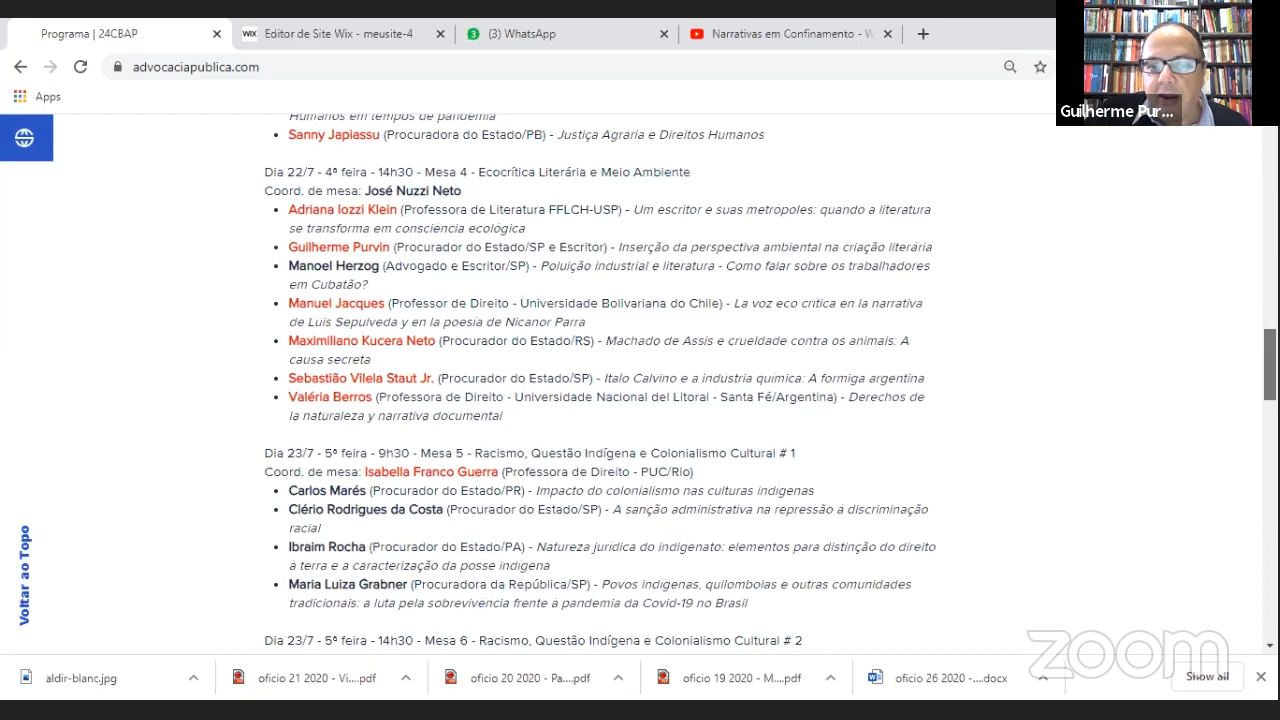 Programa | 24CBAP
WIX Editor de Site Wix - meusite-4
3 (3) WhatsApp
Narrativas em Confinamento - W
advocaciapublica.com
Apps
Guilherme Pur...
Humanos em tempos de pandemia
• Sanny Japiassu (Procuradora do Estado/PB) - Justiça Agraria e Direitos Humanos
Dia 22/7 - 4ª feira - 14h30 - Mesa 4 - Ecocrítica Literária e Meio Ambiente
Coord. de mesa: José Nuzzi Neto
• Adriana Iozzi Klein (Professora de Literatura FFLCH-USP) - Um escritor e suas metropoles: quando a literatura
se transforma em consciencia ecológica
• Guilherme Purvin (Procurador do Estado/SP e Escritor) - Inserção da perspectiva ambiental na criação literária
• Manoel Herzog (Advogado e Escritor/SP) - Poluição industrial e literatura - Como falar sobre os trabalhadores
em Cubatão?
• Manuel Jacques (Professor de Direito - Universidade Bolivariana do Chile) - La voz eco critica en la narrativa
de Luis Sepulveda y en la poesia de Nicanor Parra
• Maximiliano Kucera Neto (Procurador do Estado/RS) - Machado de Assis e crueldade contra os animais: A
causa secreta
• Sebastião Vilela Staut Jr. (Procurador do Estado/SP) - Italo Calvino e a industria quimica: A formiga argentina
• Valéria Berros (Professora de Direito - Universidade Nacional del Litoral - Santa Fé/Argentina) - Derechos de
la naturaleza y narrativa documental
Dia 23/7 - 5ª feira - 9h30 - Mesa 5 - Racismo, Questão Indígena e Colonialismo Cultural # 1
Coord. de mesa: Isabella Franco Guerra (Professora de Direito - PUC/Rio)
• Carlos Marés (Procurador do Estado/PR) - Impacto do colonialismo nas culturas indigenas
• Clério Rodrigues da Costa (Procurador do Estado/SP) - A sanção administrativa na repressão à discriminação
racial
• Ibraim Rocha (Procurador do Estado/PA) - Natureza juridica do indigenato: elementos para distinção do direito
à terra e a caracterização da posse indigena
• Maria Luiza Grabner (Procuradora da República/SP) - Povos indigenas, quilombolas e outras comunidades
tradicionais: a luta pela sobrevivencia frente à pandemia da Covid-19 no Brasil
Dia 23/7 - 5ª feira - 14h30 - Mesa 6 - Racismo, Questão Indígena e Colonialismo Cultural # 2
Voltar ao Topo
zoom
aldir-blanc.jpg
oficio 21 2020 - Vi....pdf
oficio 20 2020 - Pa....pdf
oficio 19 2020 - M....pdf
oficio 26 2020 -....docx
Show all